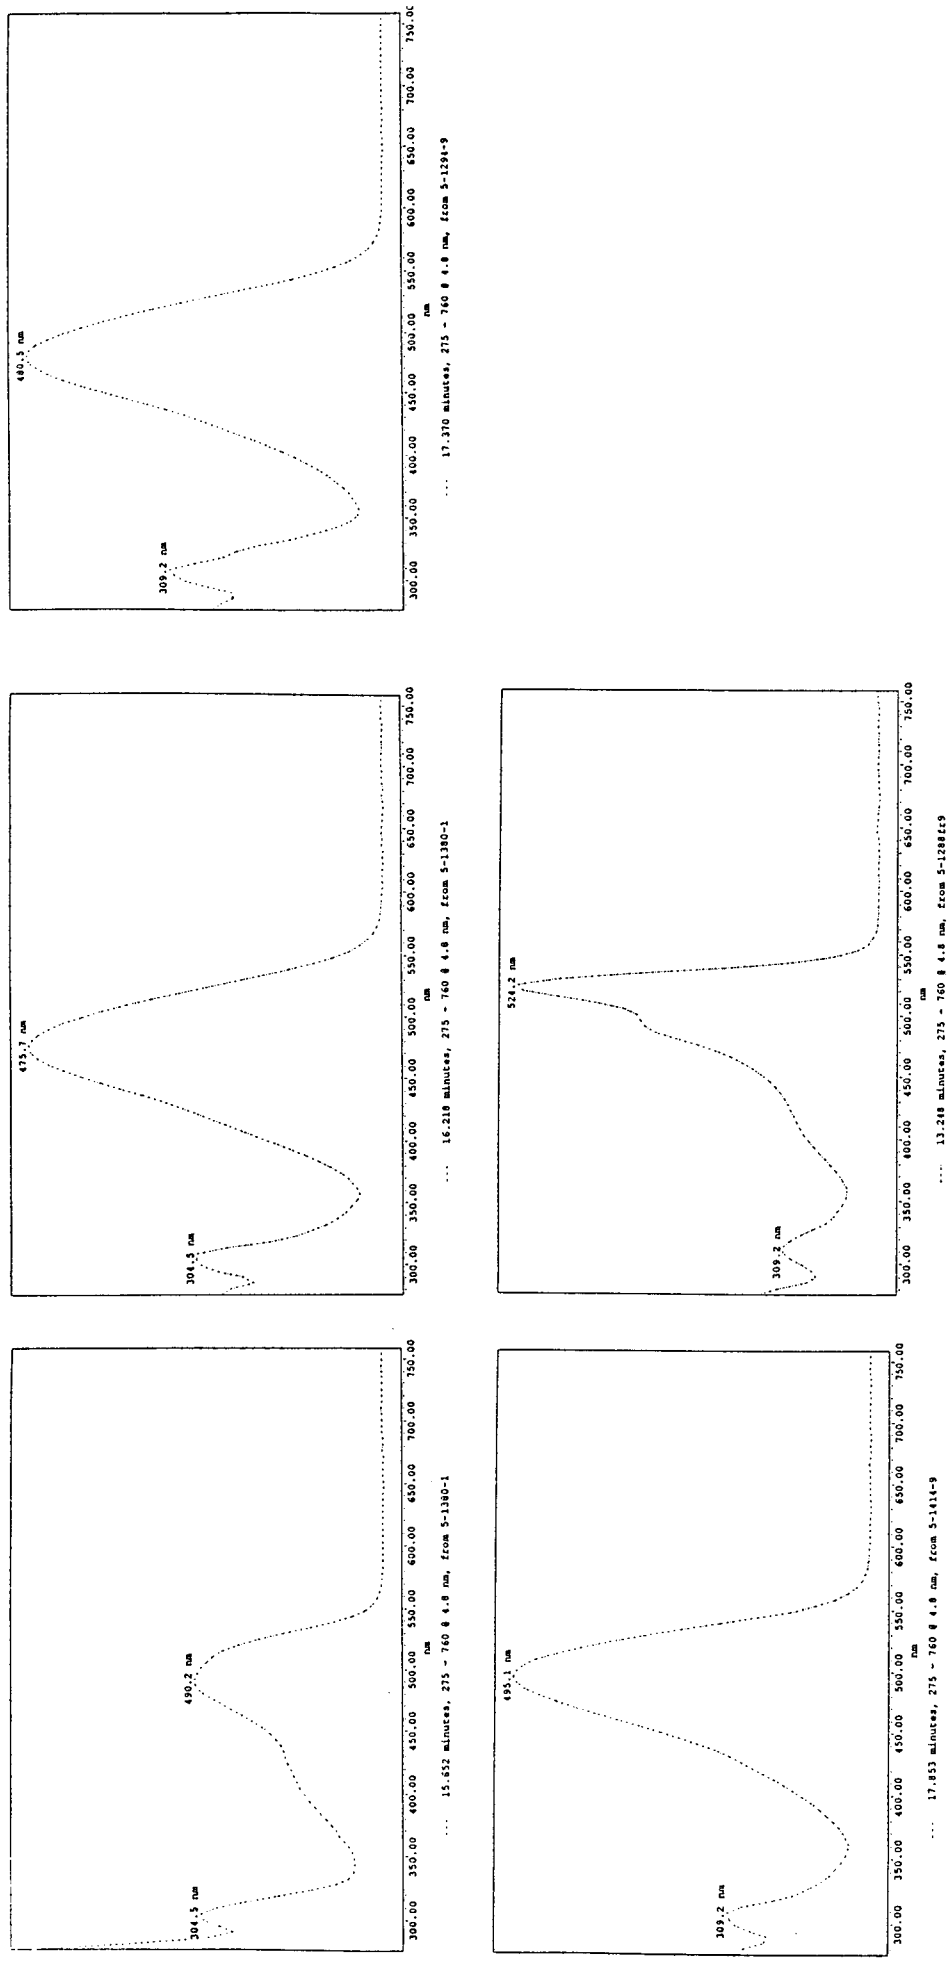 490.2 nm
304.5 nm
300.00 350.00 400.00 450.00 500.00 550.00 600.00 650.00 700.00 750.00
nm
--- 15.652 minutes, 275 - 760 @ 4.8 nm, from 5-1380-1
475.7 nm
304.5 nm
300.00 350.00 400.00 450.00 500.00 550.00 600.00 650.00 700.00 750.00
nm
--- 16.218 minutes, 275 - 760 @ 4.8 nm, from 5-1380-1
480.5 nm
309.2 nm
300.00 350.00 400.00 450.00 500.00 550.00 600.00 650.00 700.00 750.00
nm
--- 17.370 minutes, 275 - 760 @ 4.8 nm, from 5-1294-9
495.1 nm
309.2 nm
300.00 350.00 400.00 450.00 500.00 550.00 600.00 650.00 700.00 750.00
nm
--- 17.853 minutes, 275 - 760 @ 4.8 nm, from 5-1414-9
524.2 nm
309.2 nm
300.00 350.00 400.00 450.00 500.00 550.00 600.00 650.00 700.00 750.00
nm
--- 13.248 minutes, 275 - 760 @ 4.8 nm, from